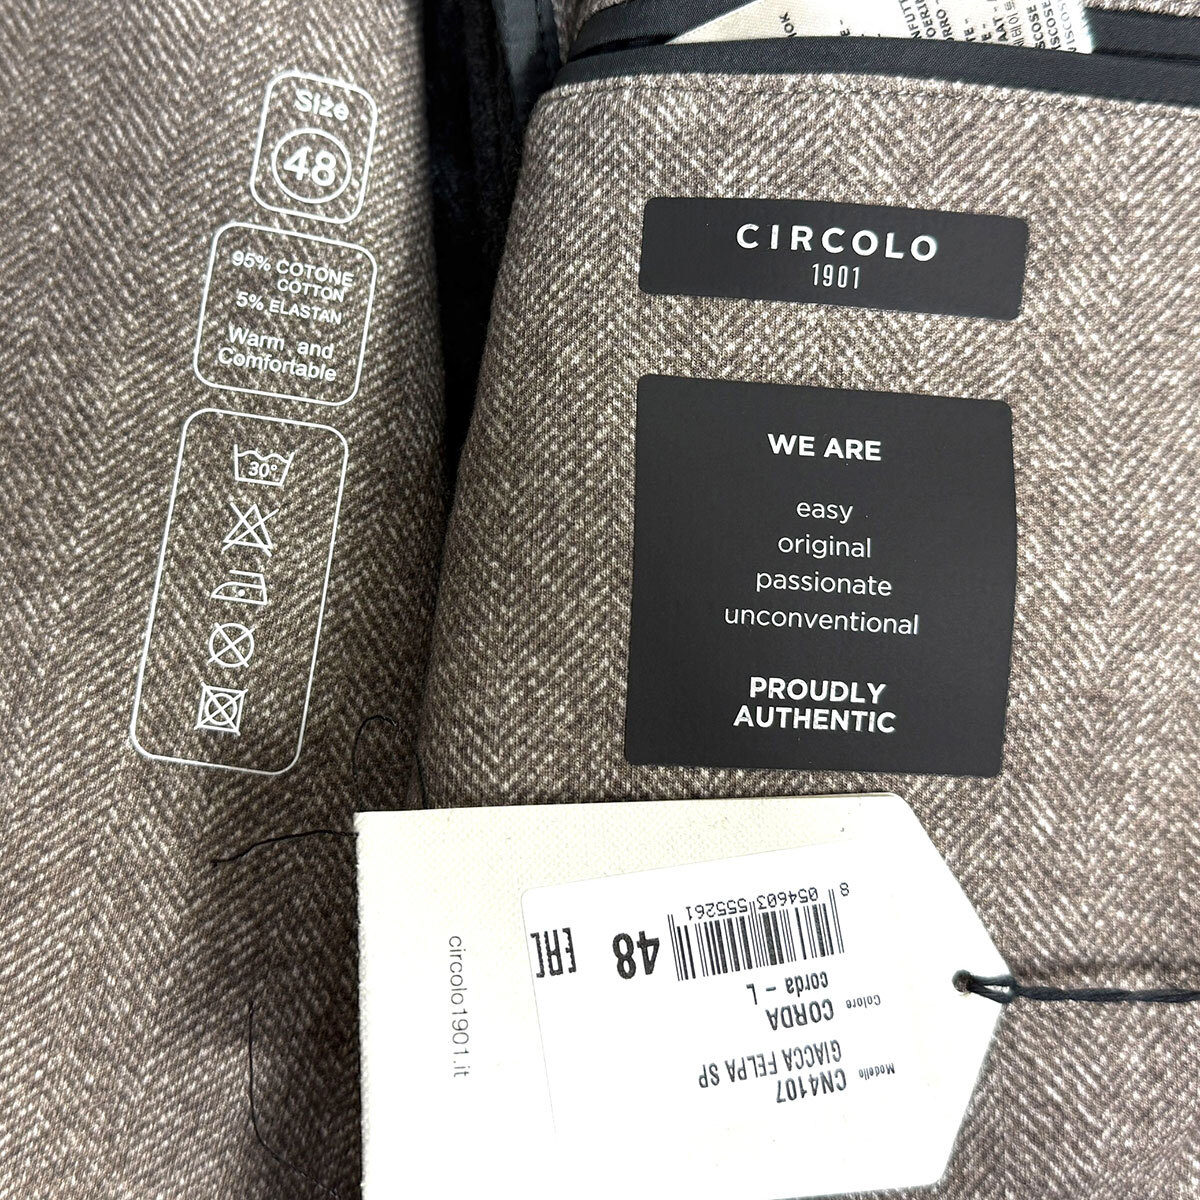 Size
48
95% COTONE
COTTON
5% ELASTAN
Warm and
Comfortable
30°
CIRCOLO
1901
WE ARE
easy
original
passionate
unconventional
PROUDLY
AUTHENTIC
circolo1901.it
Modello CN4107
GIACCA FELPA SP
Colore CORDA
corda - L
48
EAC
8 054603 555261